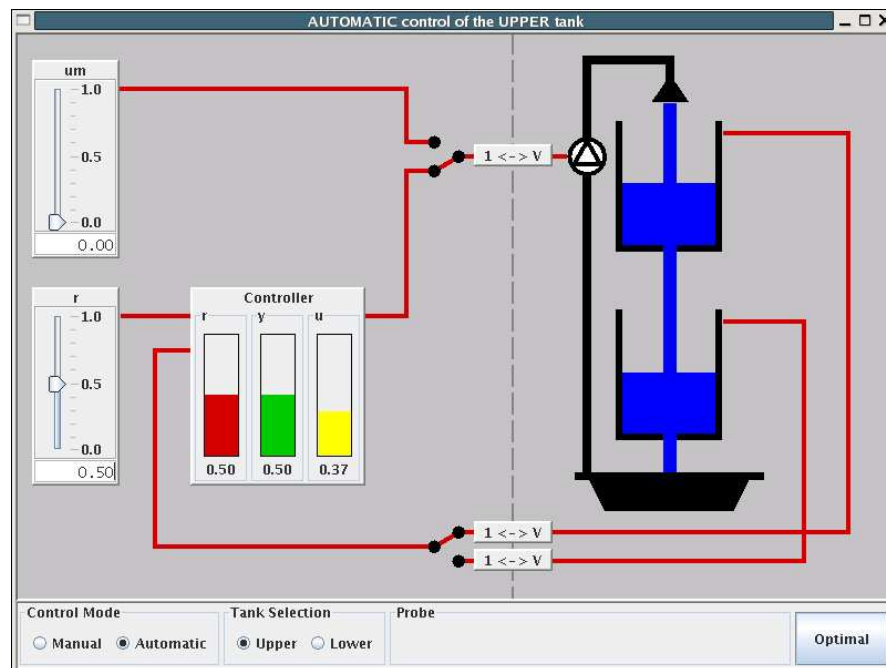 AUTOMATIC control of the UPPER tank
um
1.0
0.5
0.0
0.00
1 <-> V
r
1.0
0.5
0.0
0.50
Controller
r y u
0.50 0.50 0.37
1 <-> V
1 <-> V
Control Mode
Manual Automatic
Tank Selection
Upper Lower
Probe
Optimal